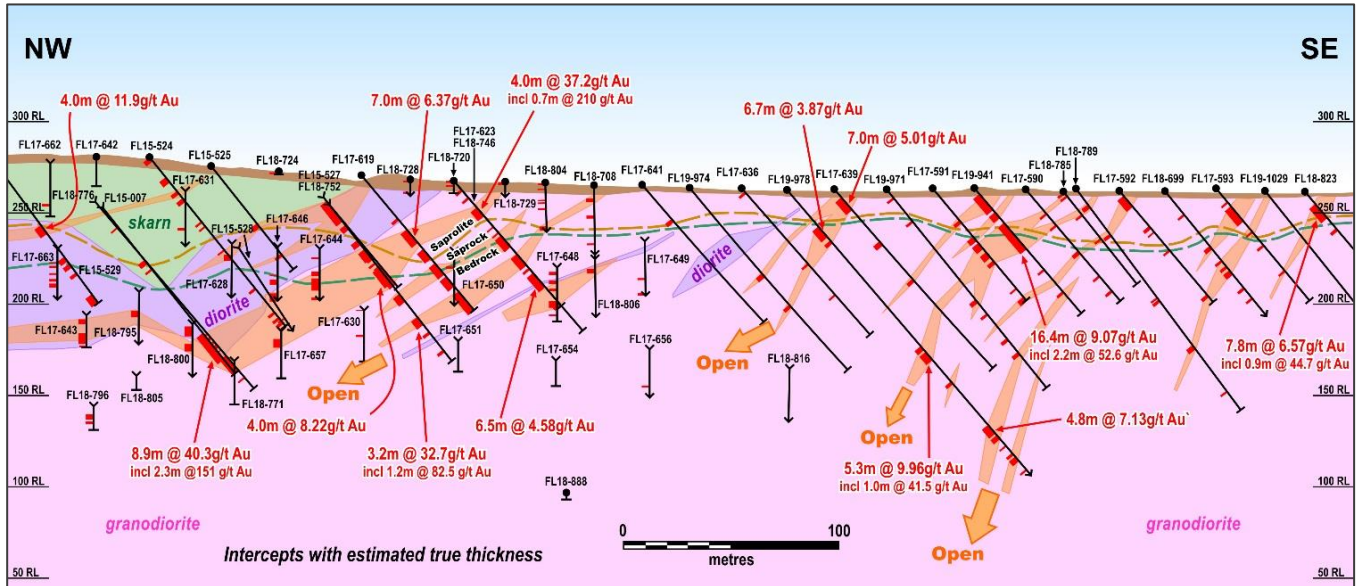 NW
SE
4.0m @ 11.9g/t Au
7.0m @ 6.37g/t Au
4.0m @ 37.2g/t Au
incl 0.7m @ 210 g/t Au
6.7m @ 3.87g/t Au
7.0m @ 5.01g/t Au
300 RL
300 RL
FL17-662
FL17-642
FL15-524
FL15-525
FL18-724
FL17-619
FL18-728
FL18-720
FL17-623
FL18-746
FL18-804
FL18-708
FL17-641
FL19-974
FL17-636
FL19-978
FL17-639
FL19-971
FL17-591
FL19-941
FL17-590
FL18-785
FL18-789
FL17-592
FL18-699
FL17-593
FL19-1029
FL18-823
FL18-776
FL15-007
FL17-631
FL15-527
FL18-752
FL18-729
250 RL
250 RL
skarn
FL15-528
FL17-646
FL17-644
Saprolite
Saprock
Bedrock
FL17-663
FL15-529
FL17-628
diorite
FL17-650
FL17-648
FL17-649
diorite
200 RL
200 RL
FL17-643
FL18-795
FL17-630
FL18-806
FL17-651
FL18-800
FL17-657
FL17-654
FL17-656
FL18-816
Open
Open
16.4m @ 9.07g/t Au
incl 2.2m @ 52.6 g/t Au
7.8m @ 6.57g/t Au
incl 0.9m @ 44.7 g/t Au
150 RL
150 RL
FL18-796
FL18-805
FL18-771
4.0m @ 8.22g/t Au
6.5m @ 4.58g/t Au
Open
4.8m @ 7.13g/t Au`
8.9m @ 40.3g/t Au
incl 2.3m @151 g/t Au
3.2m @ 32.7g/t Au
incl 1.2m @ 82.5 g/t Au
5.3m @ 9.96g/t Au
incl 1.0m @ 41.5 g/t Au
100 RL
100 RL
FL18-888
granodiorite
granodiorite
Open
0
100
metres
Intercepts with estimated true thickness
50 RL
50 RL